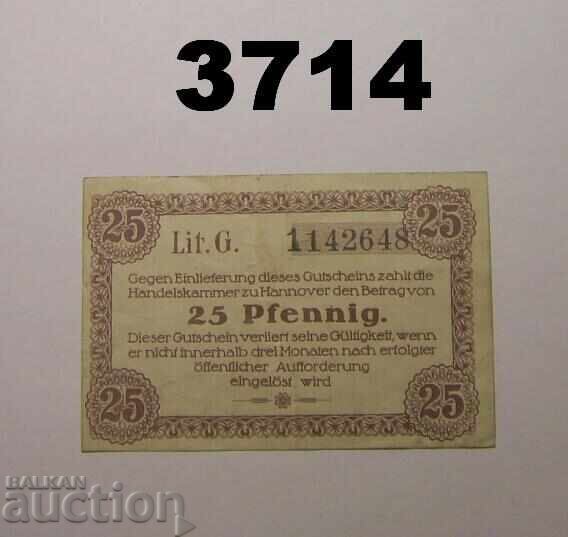 3714
25 25
Lit. G. 1142648
Gegen Einlieferung dieses Gutscheins zahlt die
Handelskammer zu Hannover den Betrag von
25 Pfennig.
Dieser Gutschein verliert seine Gültigkeit, wenn
er nicht innerhalb drei Monaten nach erfolgter
öffentlicher Aufforderung
eingelöst wird
25 25
BALKAN
auction